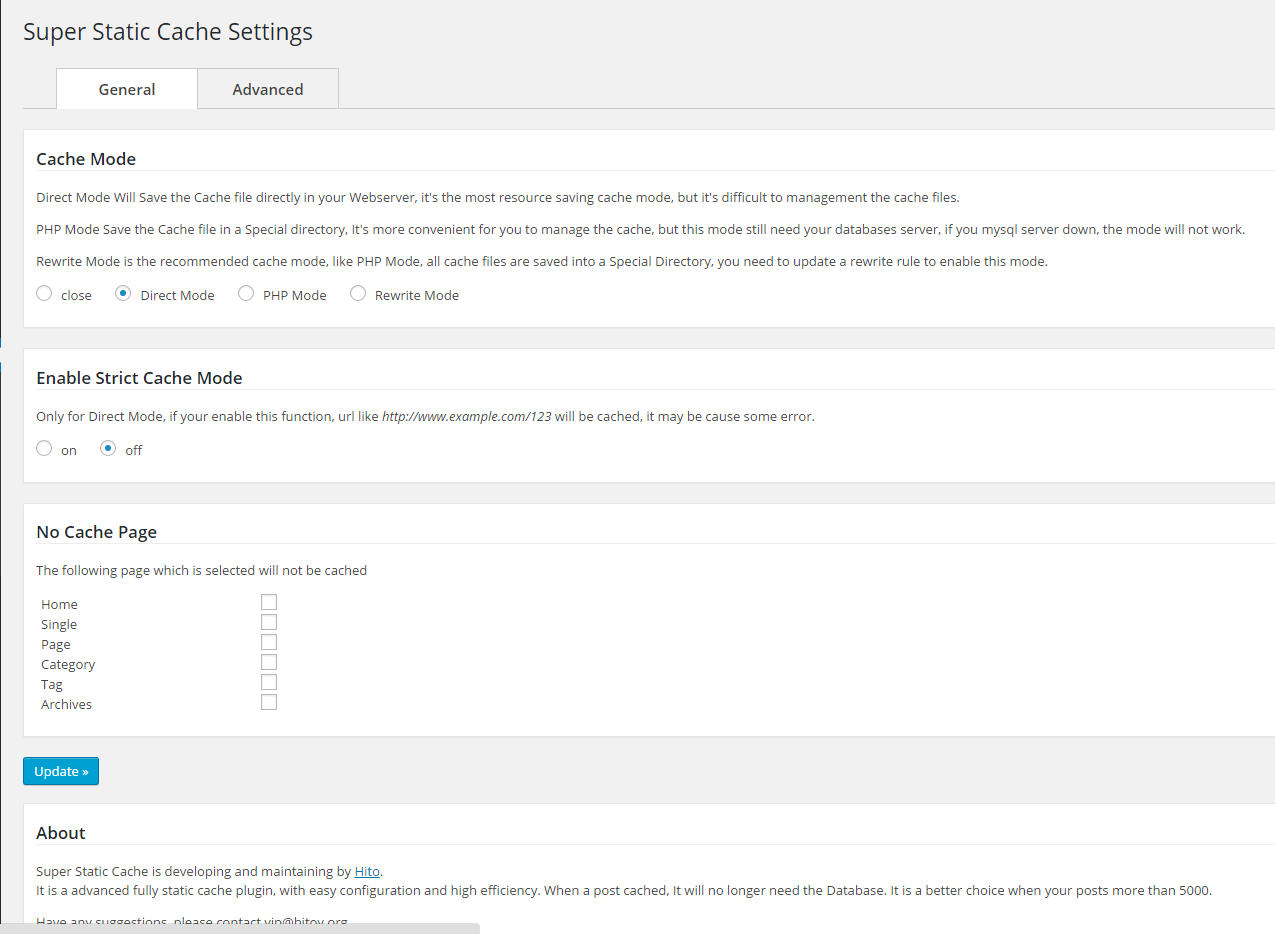 Super Static Cache Settings
General Advanced
Cache Mode
Direct Mode Will Save the Cache file directly in your Webserver, it's the most resource saving cache mode, but it's difficult to management the cache files.
PHP Mode Save the Cache file in a Special directory, It's more convenient for you to manage the cache, but this mode still need your databases server, if you mysql server down, the mode will not work.
Rewrite Mode is the recommended cache mode, like PHP Mode, all cache files are saved into a Special Directory, you need to update a rewrite rule to enable this mode.
close Direct Mode PHP Mode Rewrite Mode
Enable Strict Cache Mode
Only for Direct Mode, if your enable this function, url like http://www.example.com/123 will be cached, it may be cause some error.
on off
No Cache Page
The following page which is selected will not be cached
Home
Single
Page
Category
Tag
Archives
Update »
About
Super Static Cache is developing and maintaining by Hito.
It is a advanced fully static cache plugin, with easy configuration and high efficiency. When a post cached, It will no longer need the Database. It is a better choice when your posts more than 5000.
Have any suggestions, please contact vip@hitoy.org